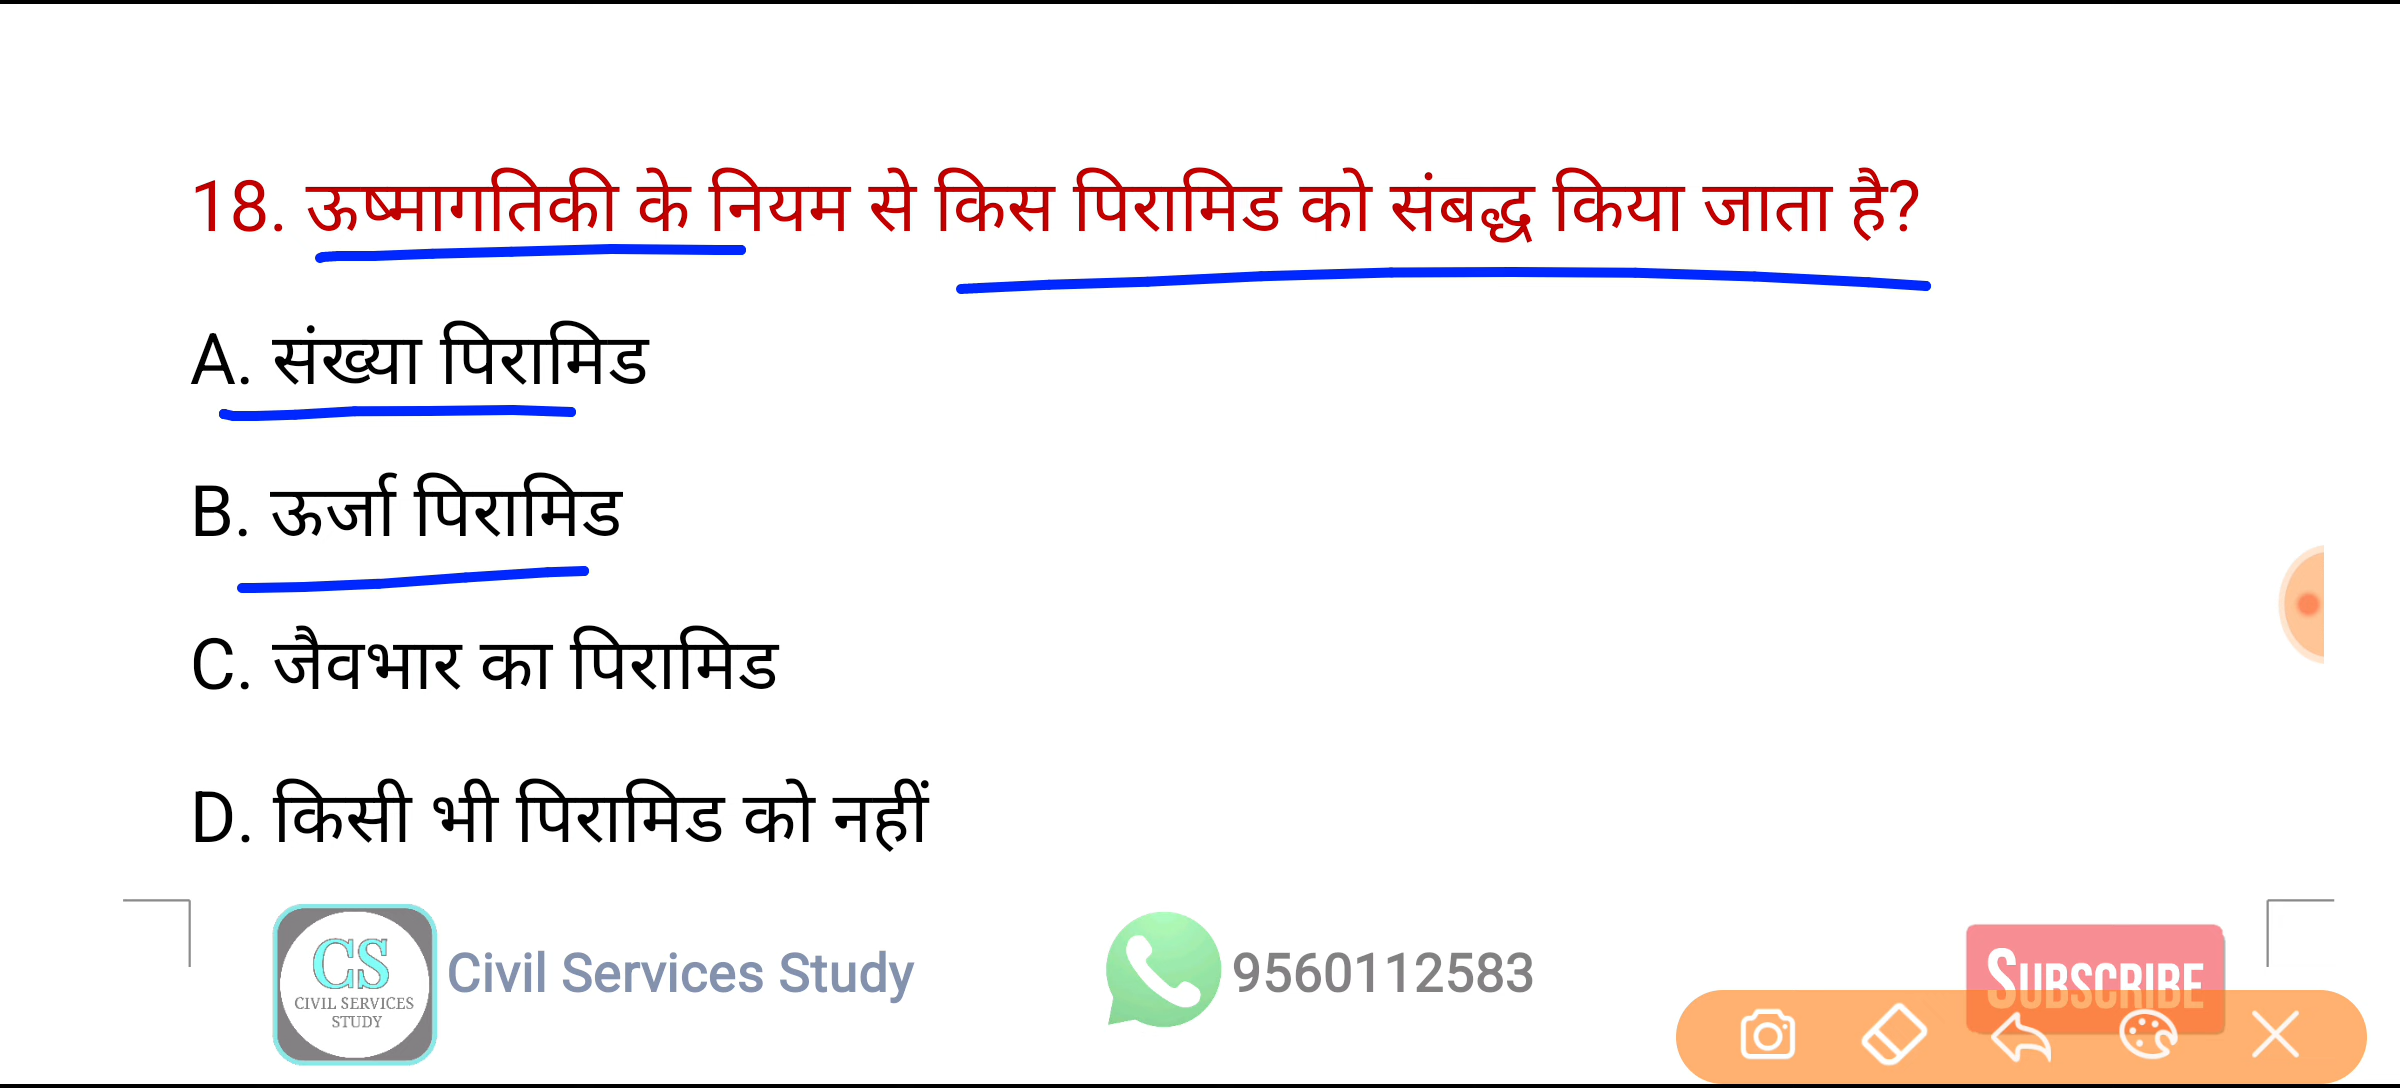 18. ऊष्मागतिकी के नियम से किस पिरामिड को संबद्ध किया जाता है?
A. संख्या पिरामिड
B. ऊर्जा पिरामिड
C. जैवभार का पिरामिड
D. किसी भी पिरामिड को नहीं
CS
CIVIL SERVICES
STUDY
Civil Services Study
9560112583
SUBSCRIBE